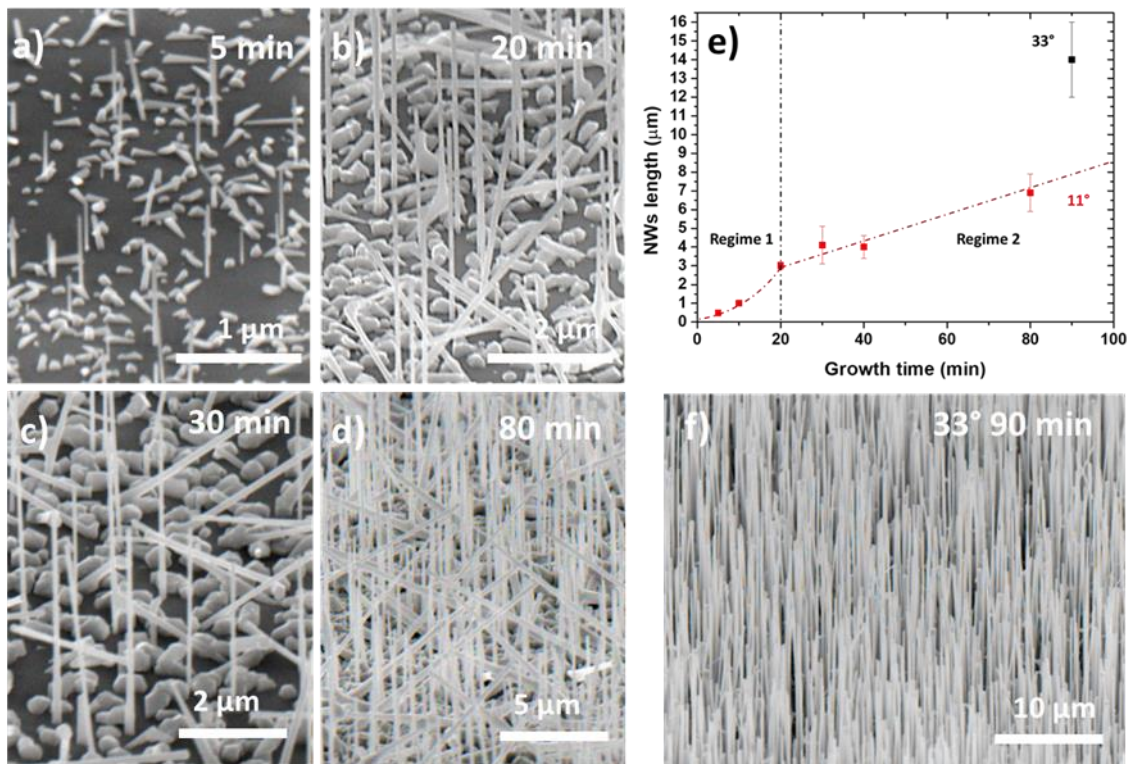 a)
5 min
1 μm
b)
20 min
2 μm
e)
NWs length (μm)
16
15
14
13
12
11
10
9
8
7
6
5
4
3
2
1
0
33°
11°
Regime 1
Regime 2
0 20 40 60 80 100
Growth time (min)
c)
30 min
2 μm
d)
80 min
5 μm
f)
33° 90 min
10 μm